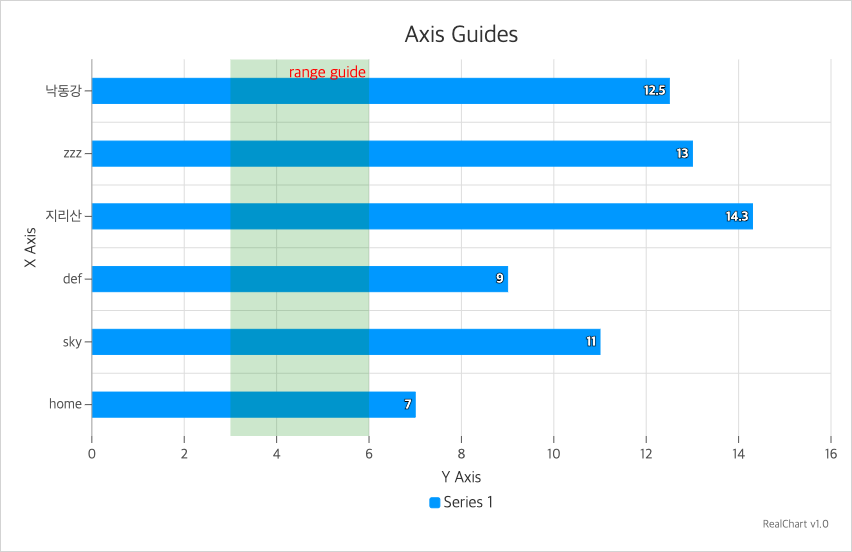 Axis Guides
range guide
낙동강
12.5
zzz
13
지리산
14.3
X Axis
def
9
sky
11
home
7
0 2 4 6 8 10 12 14 16
Y Axis
Series 1
RealChart v1.0